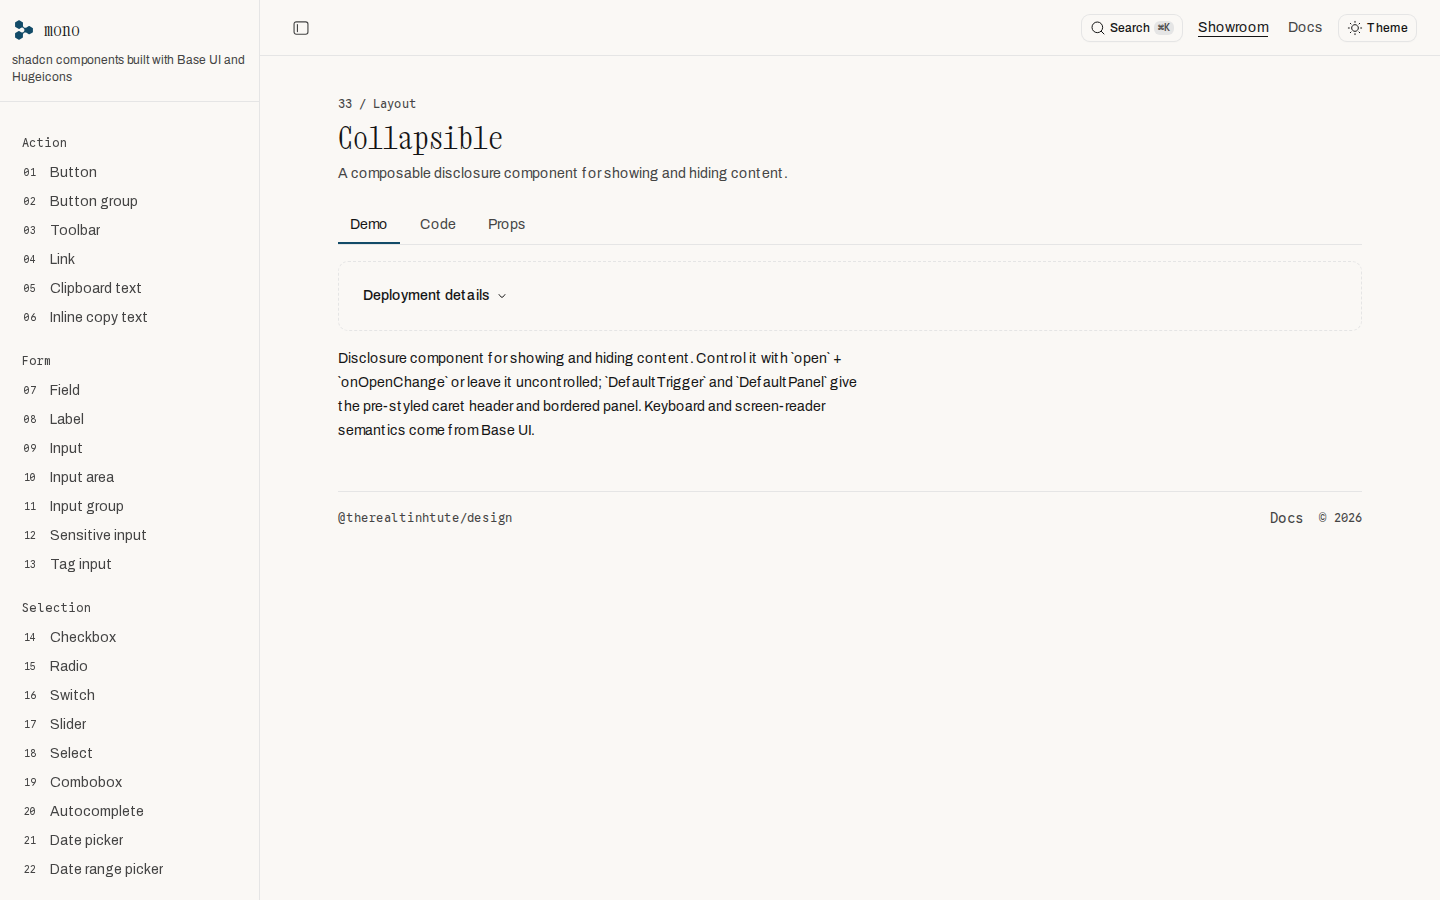 mono
shadcn components built with Base UI and
Hugeicons
Action
01 Button
02 Button group
03 Toolbar
04 Link
05 Clipboard text
06 Inline copy text
Form
07 Field
08 Label
09 Input
10 Input area
11 Input group
12 Sensitive input
13 Tag input
Selection
14 Checkbox
15 Radio
16 Switch
17 Slider
18 Select
19 Combobox
20 Autocomplete
21 Date picker
22 Date range picker
Search ⌘K Showroom Docs Theme
33 / Layout
Collapsible
A composable disclosure component for showing and hiding content.
Demo Code Props
Deployment details
Disclosure component for showing and hiding content. Control it with `open` +
`onOpenChange` or leave it uncontrolled; `DefaultTrigger` and `DefaultPanel` give
the pre-styled caret header and bordered panel. Keyboard and screen-reader
semantics come from Base UI.
@therealtinhtute/design Docs © 2026